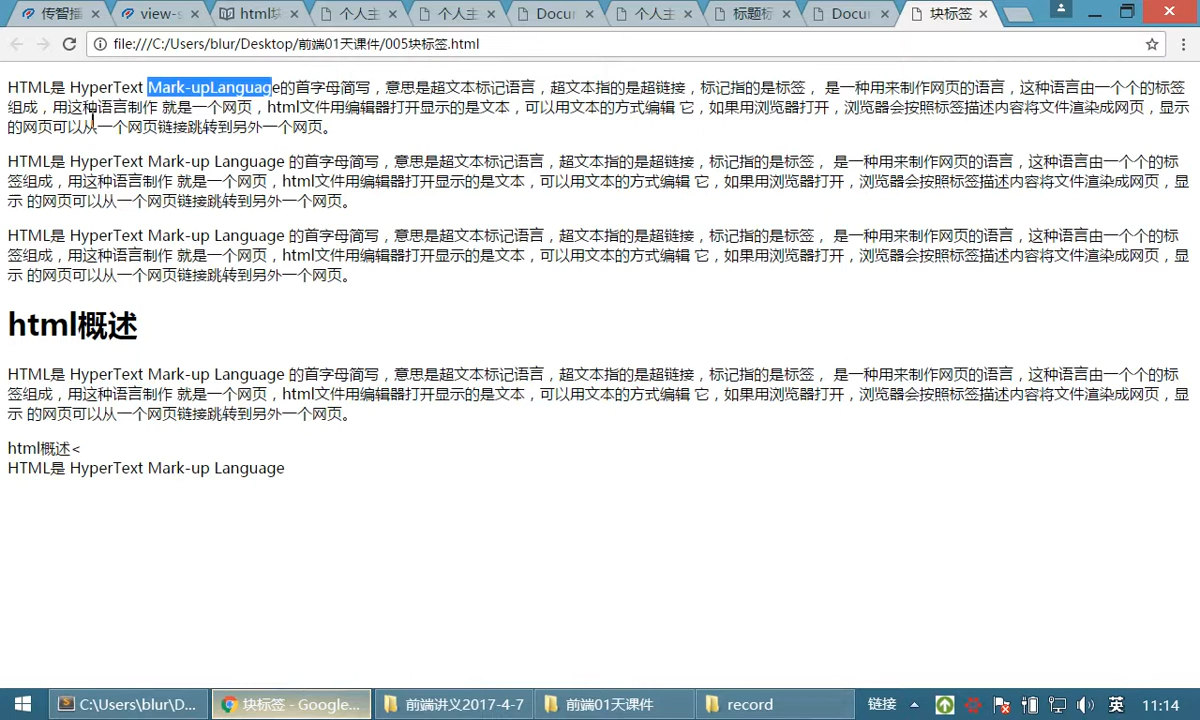 传智播 view-s html块 个人主 个人主 Docu 个人主 标题标 Docu 块标签
file:///C:/Users/blur/Desktop/前端01天课件/005块标签.html
HTML是 HyperText Mark-upLanguage的首字母简写，意思是超文本标记语言，超文本指的是超链接，标记指的是标签， 是一种用来制作网页的语言，这种语言由一个个的标签
组成，用这种语言制作 就是一个网页，html文件用编辑器打开显示的是文本，可以用文本的方式编辑 它，如果用浏览器打开，浏览器会按照标签描述内容将文件渲染成网页，显示
的网页可以从一个网页链接跳转到另外一个网页。
HTML是 HyperText Mark-up Language 的首字母简写，意思是超文本标记语言，超文本指的是超链接，标记指的是标签， 是一种用来制作网页的语言，这种语言由一个个的标
签组成，用这种语言制作 就是一个网页，html文件用编辑器打开显示的是文本，可以用文本的方式编辑 它，如果用浏览器打开，浏览器会按照标签描述内容将文件渲染成网页，显
示 的网页可以从一个网页链接跳转到另外一个网页。
HTML是 HyperText Mark-up Language 的首字母简写，意思是超文本标记语言，超文本指的是超链接，标记指的是标签， 是一种用来制作网页的语言，这种语言由一个个的标
签组成，用这种语言制作 就是一个网页，html文件用编辑器打开显示的是文本，可以用文本的方式编辑 它，如果用浏览器打开，浏览器会按照标签描述内容将文件渲染成网页，显
示 的网页可以从一个网页链接跳转到另外一个网页。
html概述
HTML是 HyperText Mark-up Language 的首字母简写，意思是超文本标记语言，超文本指的是超链接，标记指的是标签， 是一种用来制作网页的语言，这种语言由一个个的标
签组成，用这种语言制作 就是一个网页，html文件用编辑器打开显示的是文本，可以用文本的方式编辑 它，如果用浏览器打开，浏览器会按照标签描述内容将文件渲染成网页，显
示 的网页可以从一个网页链接跳转到另外一个网页。
html概述<
HTML是 HyperText Mark-up Language
C:\Users\blur\D... 块标签 - Google... 前端讲义2017-4-7 前端01天课件 record 链接 英 11:14